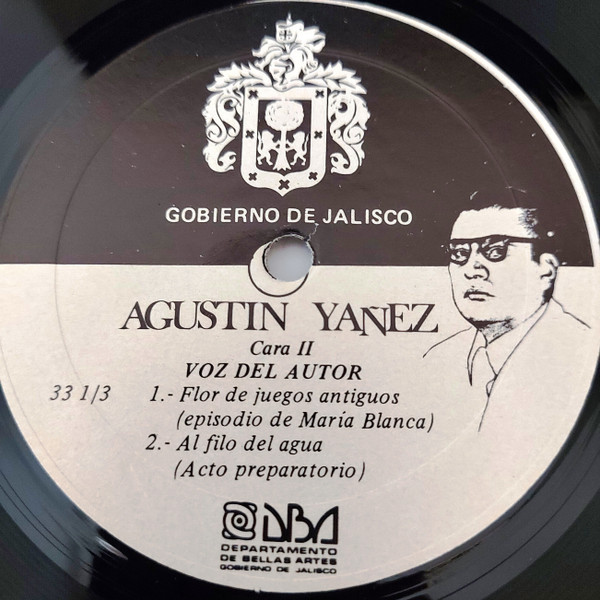 GOBIERNO DE JALISCO
AGUSTIN YAÑEZ
Cara II
VOZ DEL AUTOR
33 1/3
1.- Flor de juegos antiguos
(episodio de María Blanca)
2.- Al filo del agua
(Acto preparatorio)
DBA
DEPARTAMENTO
DE BELLAS ARTES
GOBIERNO DE JALISCO